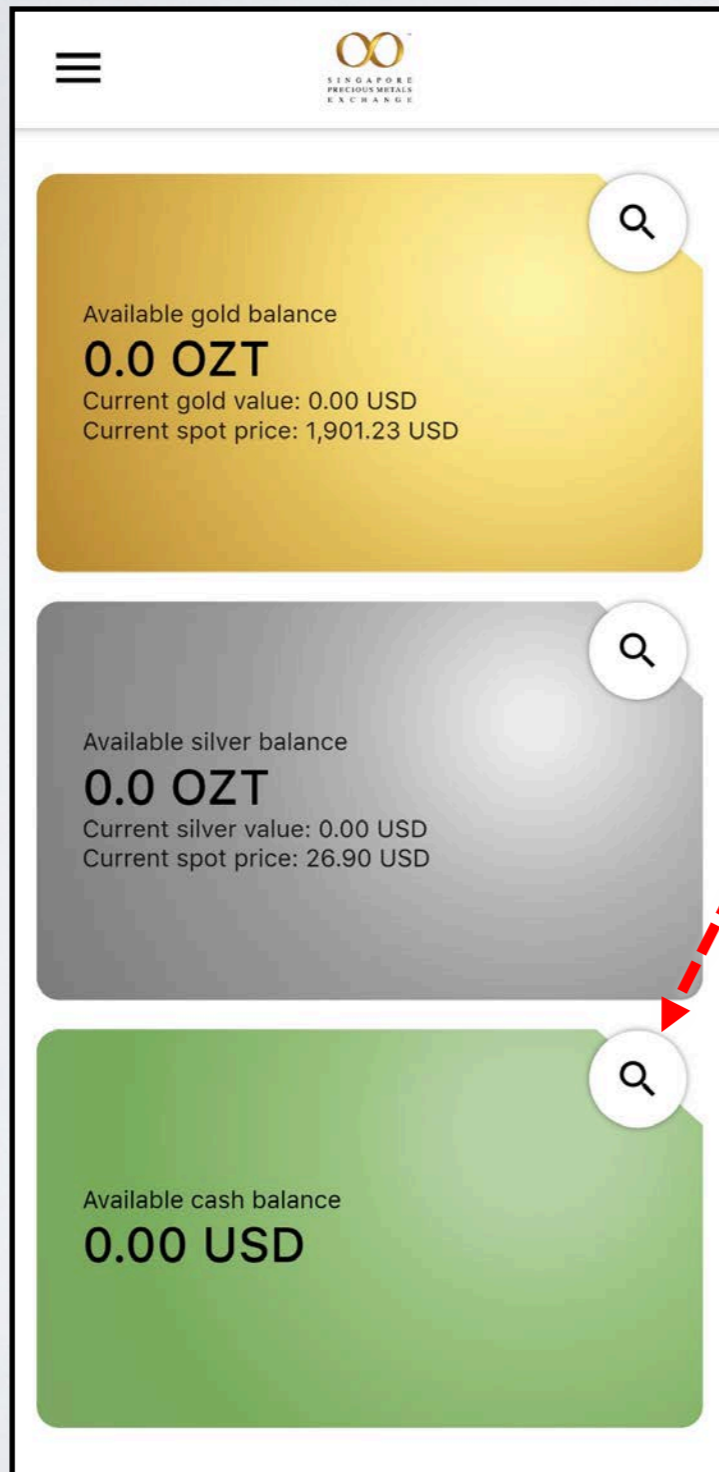 SINGAPORE
PRECIOUS METALS
EXCHANGE
Available gold balance
0.0 OZT
Current gold value: 0.00 USD
Current spot price: 1,901.23 USD
Available silver balance
0.0 OZT
Current silver value: 0.00 USD
Current spot price: 26.90 USD
Available cash balance
0.00 USD